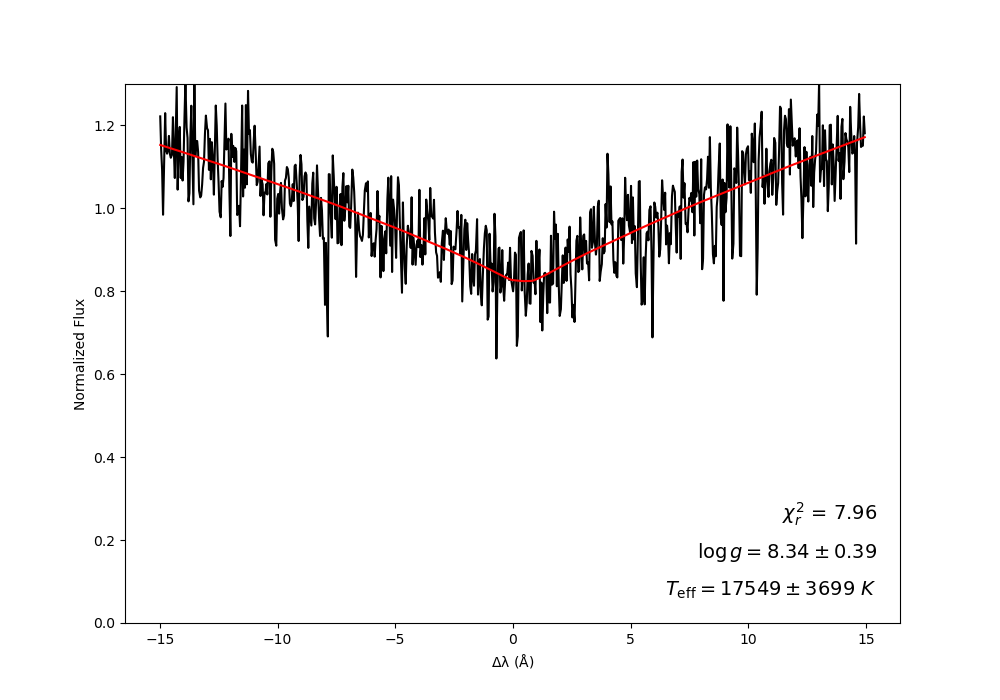 1.2
1.0
0.8
0.6
0.4
0.2
0.0
Normalized Flux
χ²ᵣ = 7.96
log g = 8.34 ± 0.39
T_eff = 17549 ± 3699 K
−15 −10 −5 0 5 10 15
Δλ (Å)